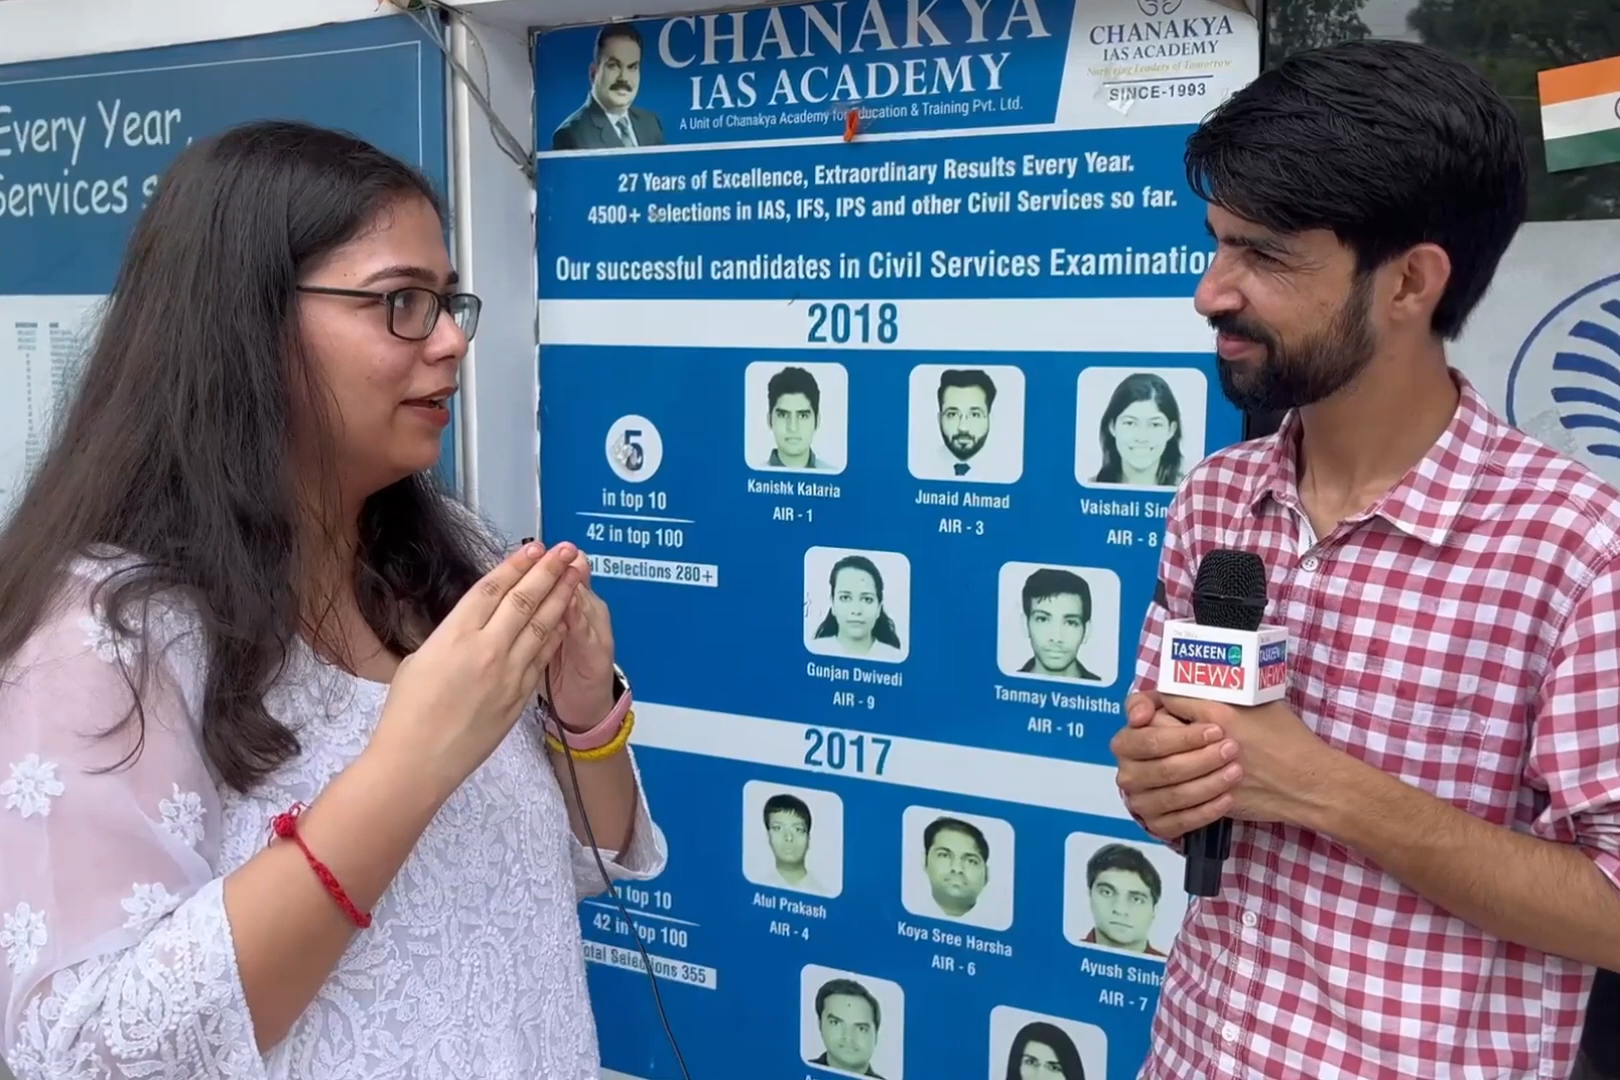 Every Year,
Services
CHANAKYA
IAS ACADEMY
A Unit of Chanakya Academy for Education & Training Pvt. Ltd.
CHANAKYA
IAS ACADEMY
Nurturing Leaders of Tomorrow
SINCE-1993
27 Years of Excellence, Extraordinary Results Every Year.
4500+ Selections in IAS, IFS, IPS and other Civil Services so far.
Our successful candidates in Civil Services Examination
2018
5
in top 10
42 in top 100
Selections 280+
Kanishk Kataria
AIR - 1
Junaid Ahmad
AIR - 3
Vaishali Sin
AIR - 8
Gunjan Dwivedi
AIR - 9
Tanmay Vashistha
AIR - 10
2017
top 10
42 in top 100
Selections 355
Atul Prakash
AIR - 4
Koya Sree Harsha
AIR - 6
Ayush Sinha
AIR - 7
TASKEEN
NEWS
TASKEEN
NEWS